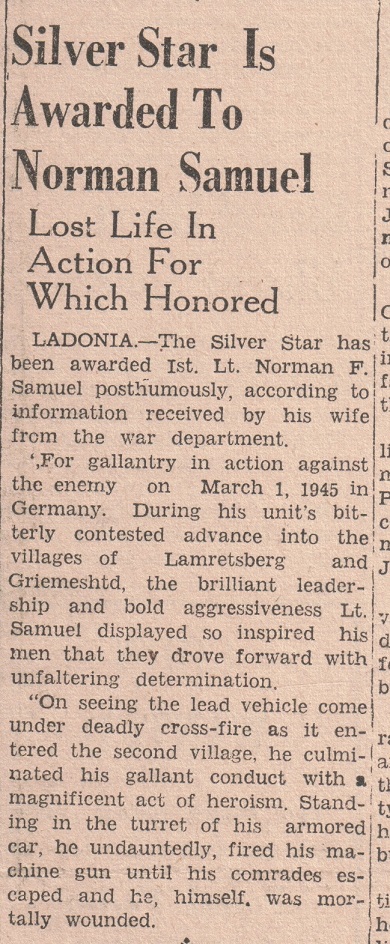 Silver Star Is
Awarded To
Norman Samuel
Lost Life In
Action For
Which Honored
LADONIA.—The Silver Star has
been awarded Ist. Lt. Norman F.
Samuel posthumously, according to
information received by his wife
from the war department.
‘,For gallantry in action against
the enemy on March 1, 1945 in
Germany. During his unit's bit-
terly contested advance into the
villages of Lamretsberg and
Griemeshtd, the brilliant leader-
ship and bold aggressiveness Lt.
Samuel displayed so inspired his
men that they drove forward with
unfaltering determination.
"On seeing the lead vehicle come
under deadly cross-fire as it en-
tered the second village, he culmi-
nated his gallant conduct with a
magnificent act of heroism. Stand-
ing in the turret of his armored
car, he undauntedly, fired his ma-
chine gun until his comrades es-
caped and he, himself, was mor-
tally wounded.